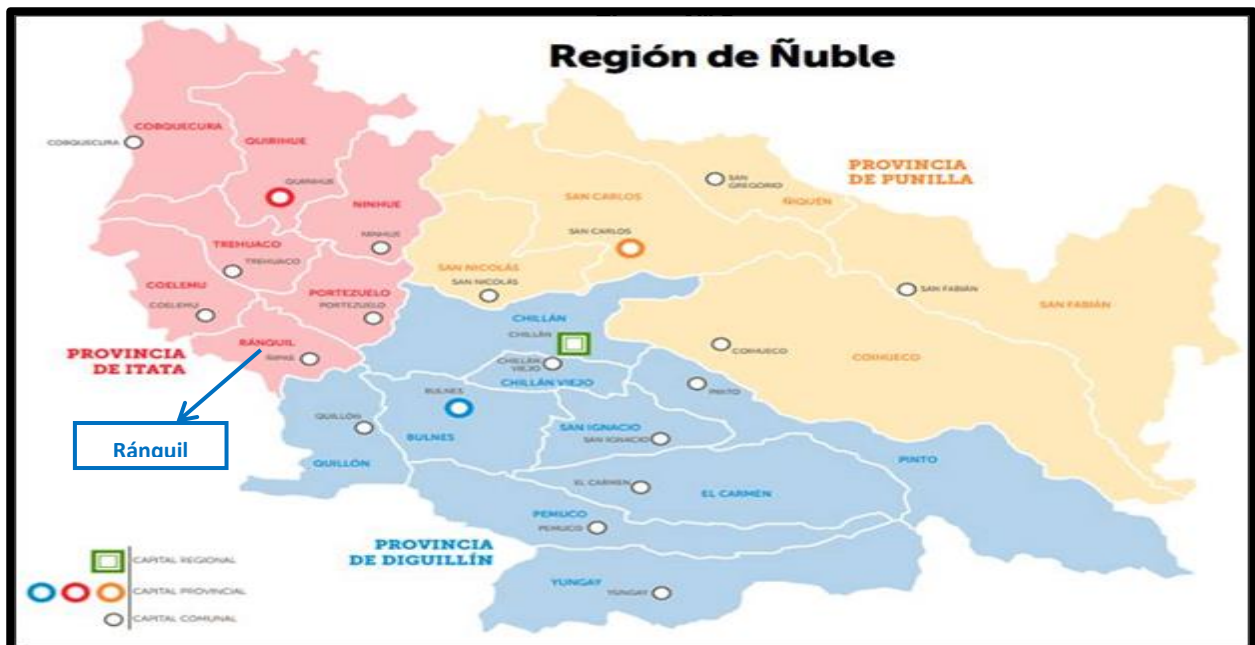 Región de Ñuble
COBQUECURA
COBQUECURA
QUIRIHUE
QUIRIHUE
NINHUE
NINHUE
TREHUACO
TREHUACO
COELEMU
COELEMU
PORTEZUELO
PORTEZUELO
RÁNQUIL
ÑIPAS
PROVINCIA
DE ITATA
Ránquil
PROVINCIA
DE PUNILLA
SAN CARLOS
SAN CARLOS
SAN
GREGORIO
ÑIQUÉN
SAN NICOLÁS
SAN NICOLÁS
SAN FABIÁN
SAN FABIÁN
COIHUECO
COIHUECO
CHILLÁN
CHILLÁN
CHILLÁN
VIEJO
CHILLÁN VIEJO
BULNES
BULNES
QUILLÓN
QUILLÓN
SAN IGNACIO
SAN IGNACIO
PINTO
PINTO
EL CARMEN
EL CARMEN
PEMUCO
PEMUCO
YUNGAY
YUNGAY
PROVINCIA
DE DIGUILLÍN
CAPITAL REGIONAL
CAPITAL PROVINCIAL
CAPITAL COMUNAL